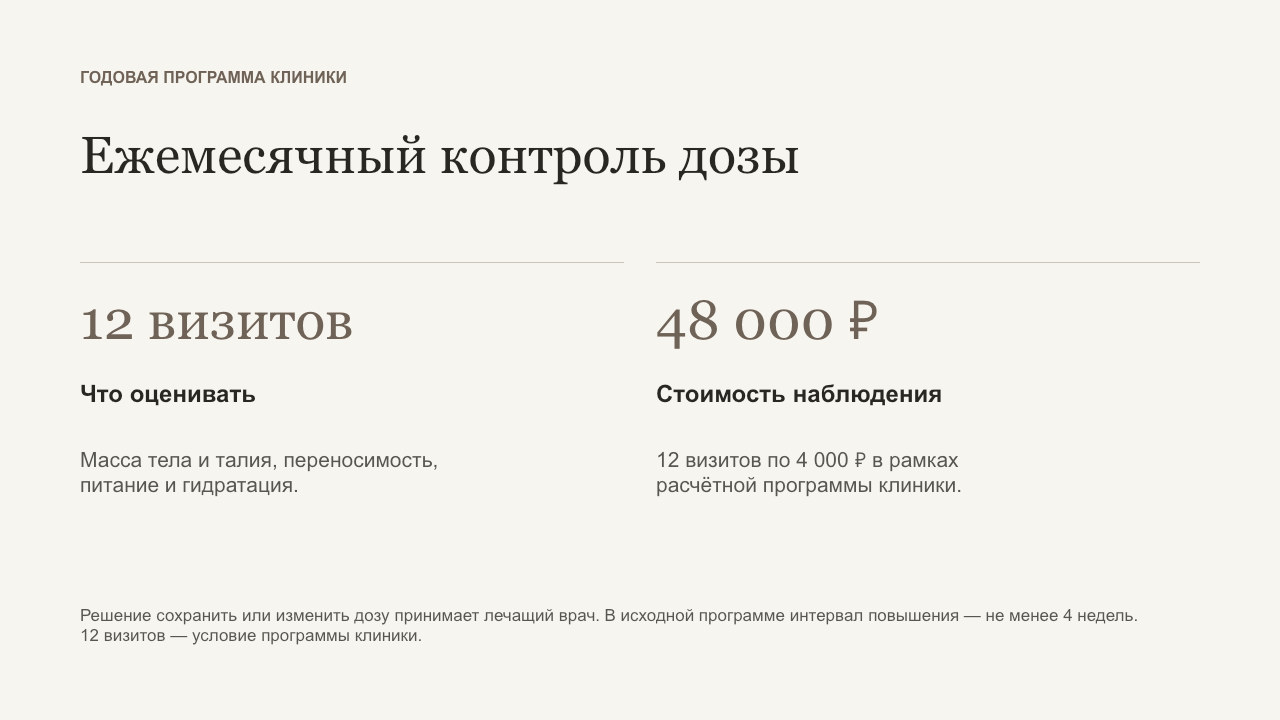 ГОДОВАЯ ПРОГРАММА КЛИНИКИ
Ежемесячный контроль дозы
12 визитов
Что оценивать
Масса тела и талия, переносимость,
питание и гидратация.
48 000 ₽
Стоимость наблюдения
12 визитов по 4 000 ₽ в рамках
расчётной программы клиники.
Решение сохранить или изменить дозу принимает лечащий врач. В исходной программе интервал повышения — не менее 4 недель.
12 визитов — условие программы клиники.